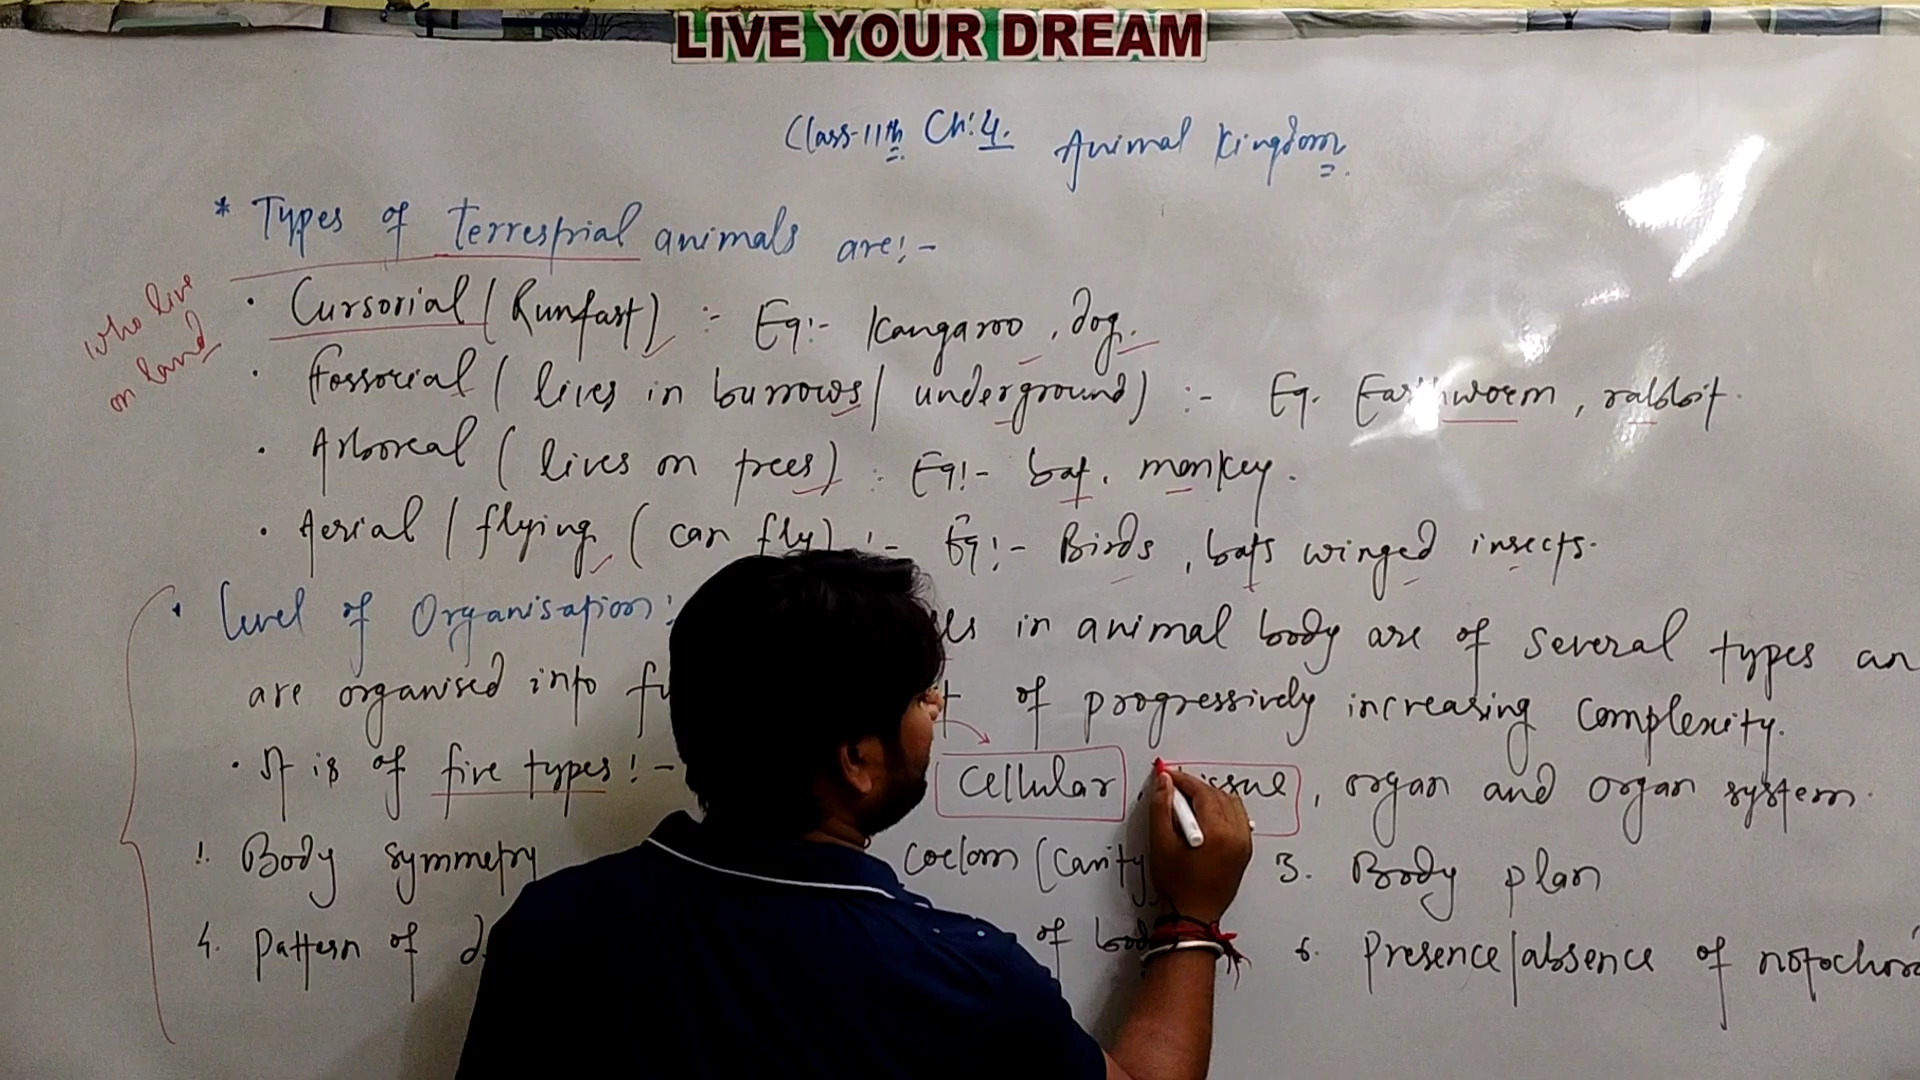 LIVE YOUR DREAM
Class-11th Ch:4. Animal Kingdom
* Types of Terrestrial animals are:-
who live on land
• Cursorial (Runfast) :- Eg:- Kangaroo, dog.
• Fossorial (lives in burrows/underground) :- Eg. Earthworm, rabbit.
• Arboreal (lives on trees) : Eg:- bat, monkey.
• Aerial / flying (can fly) :- Eg:- Birds, bats winged insects.
• Level of Organisation: in animal body are of several types
are organised into of progressively increasing complexity.
• It is of five types :- Cellular, organ and organ system.
1. Body symmetry coelom (cavity 3. Body plan
4. Pattern of of 6. Presence/absence of